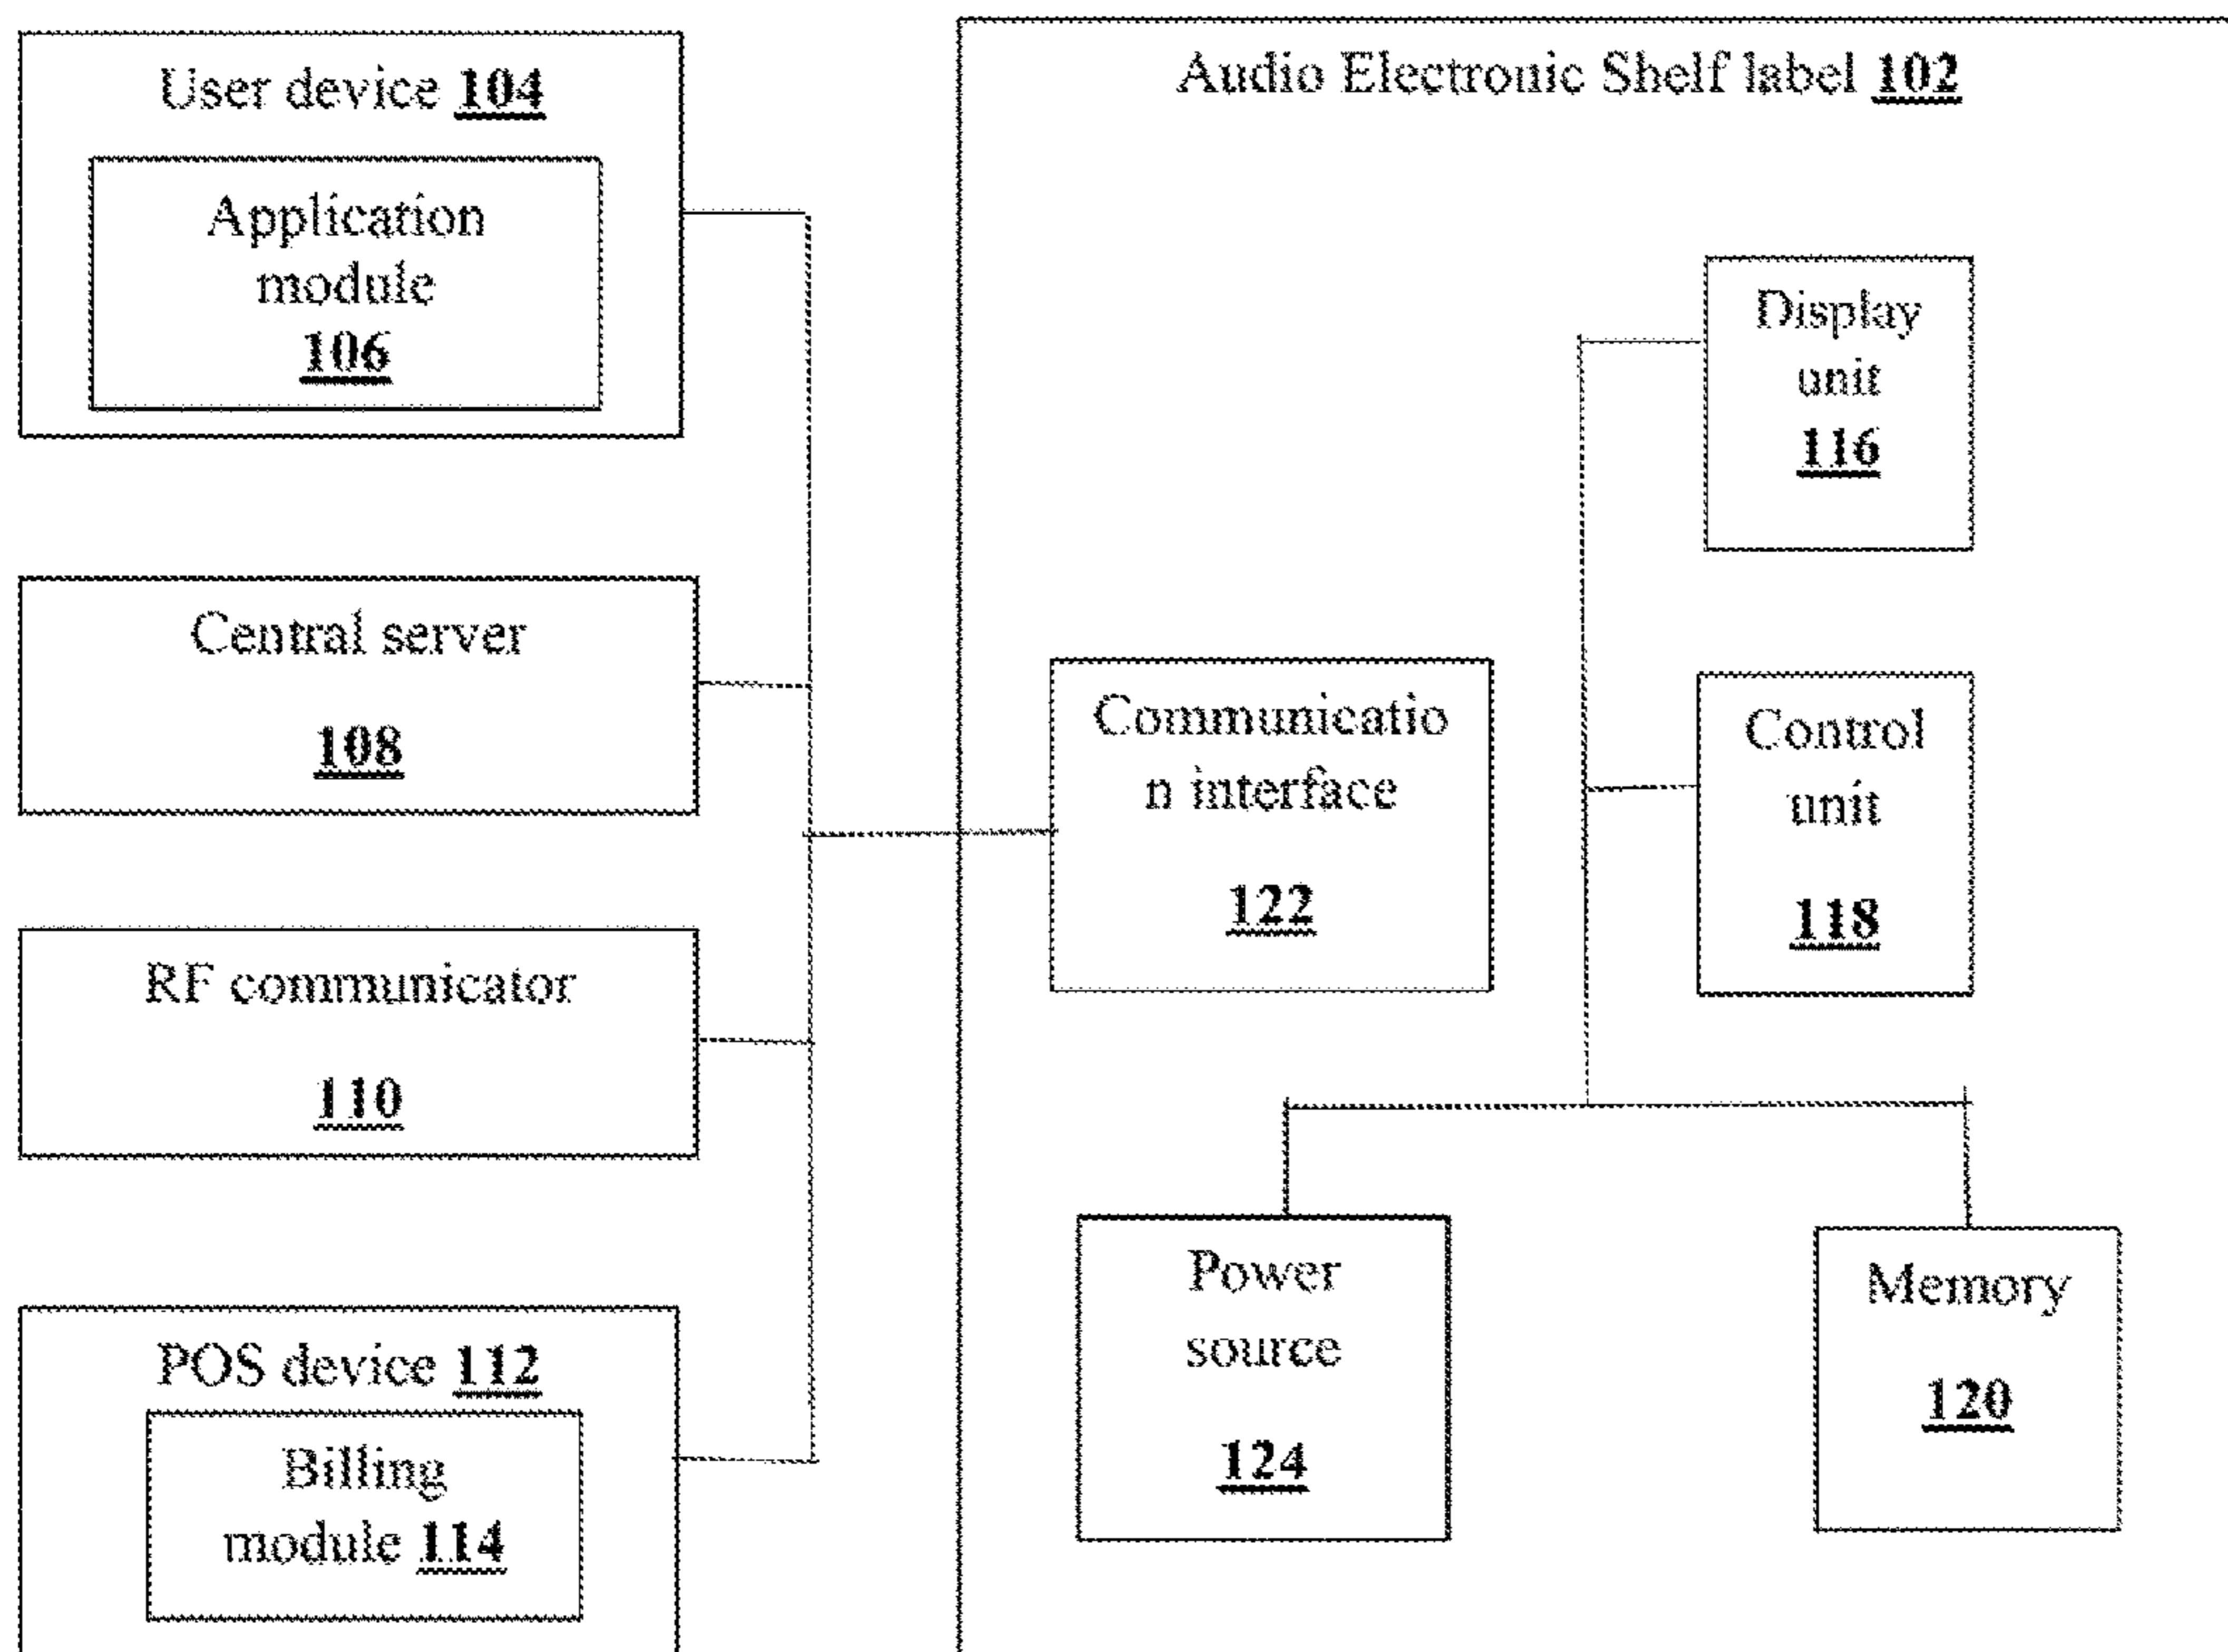 User device 104
Application
module
106
Central server
108
RF communicator
110
POS device 112
Billing
module 114
Audio Electronic Shelf label 102
Display
unit
116
Communicatio
n interface
122
Control
unit
118
Power
source
124
Memory
120